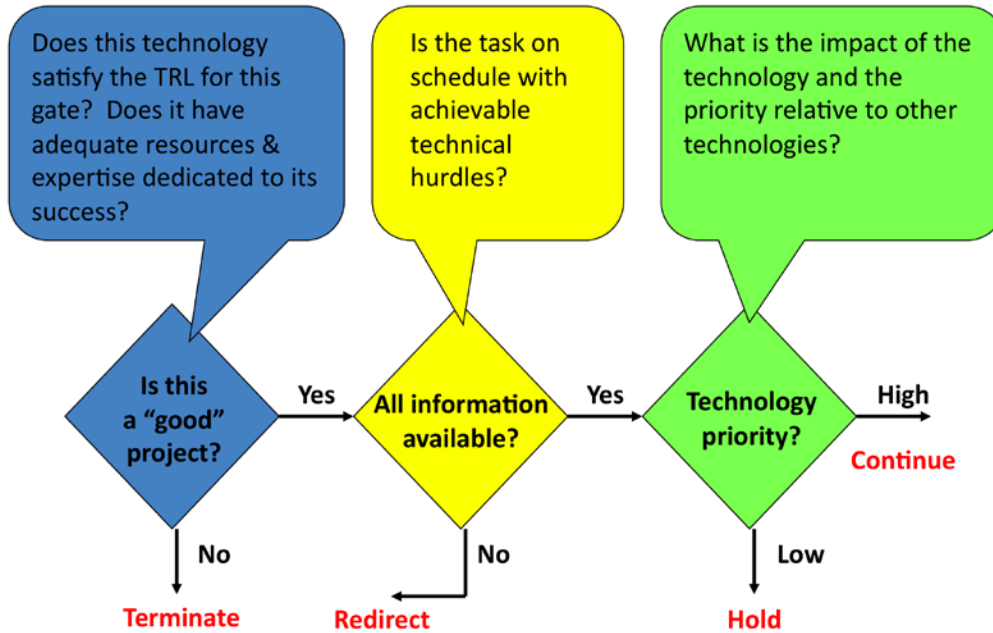 Does this technology
satisfy the TRL for this
gate?  Does it have
adequate resources &
expertise dedicated to its
success?
Is the task on
schedule with
achievable
technical
hurdles?
What is the impact of the
technology and the
priority relative to other
technologies?
Is this
a “good”
project?
Yes
All information
available?
Yes
Technology
priority?
High
Continue
No
Terminate
No
Redirect
Low
Hold